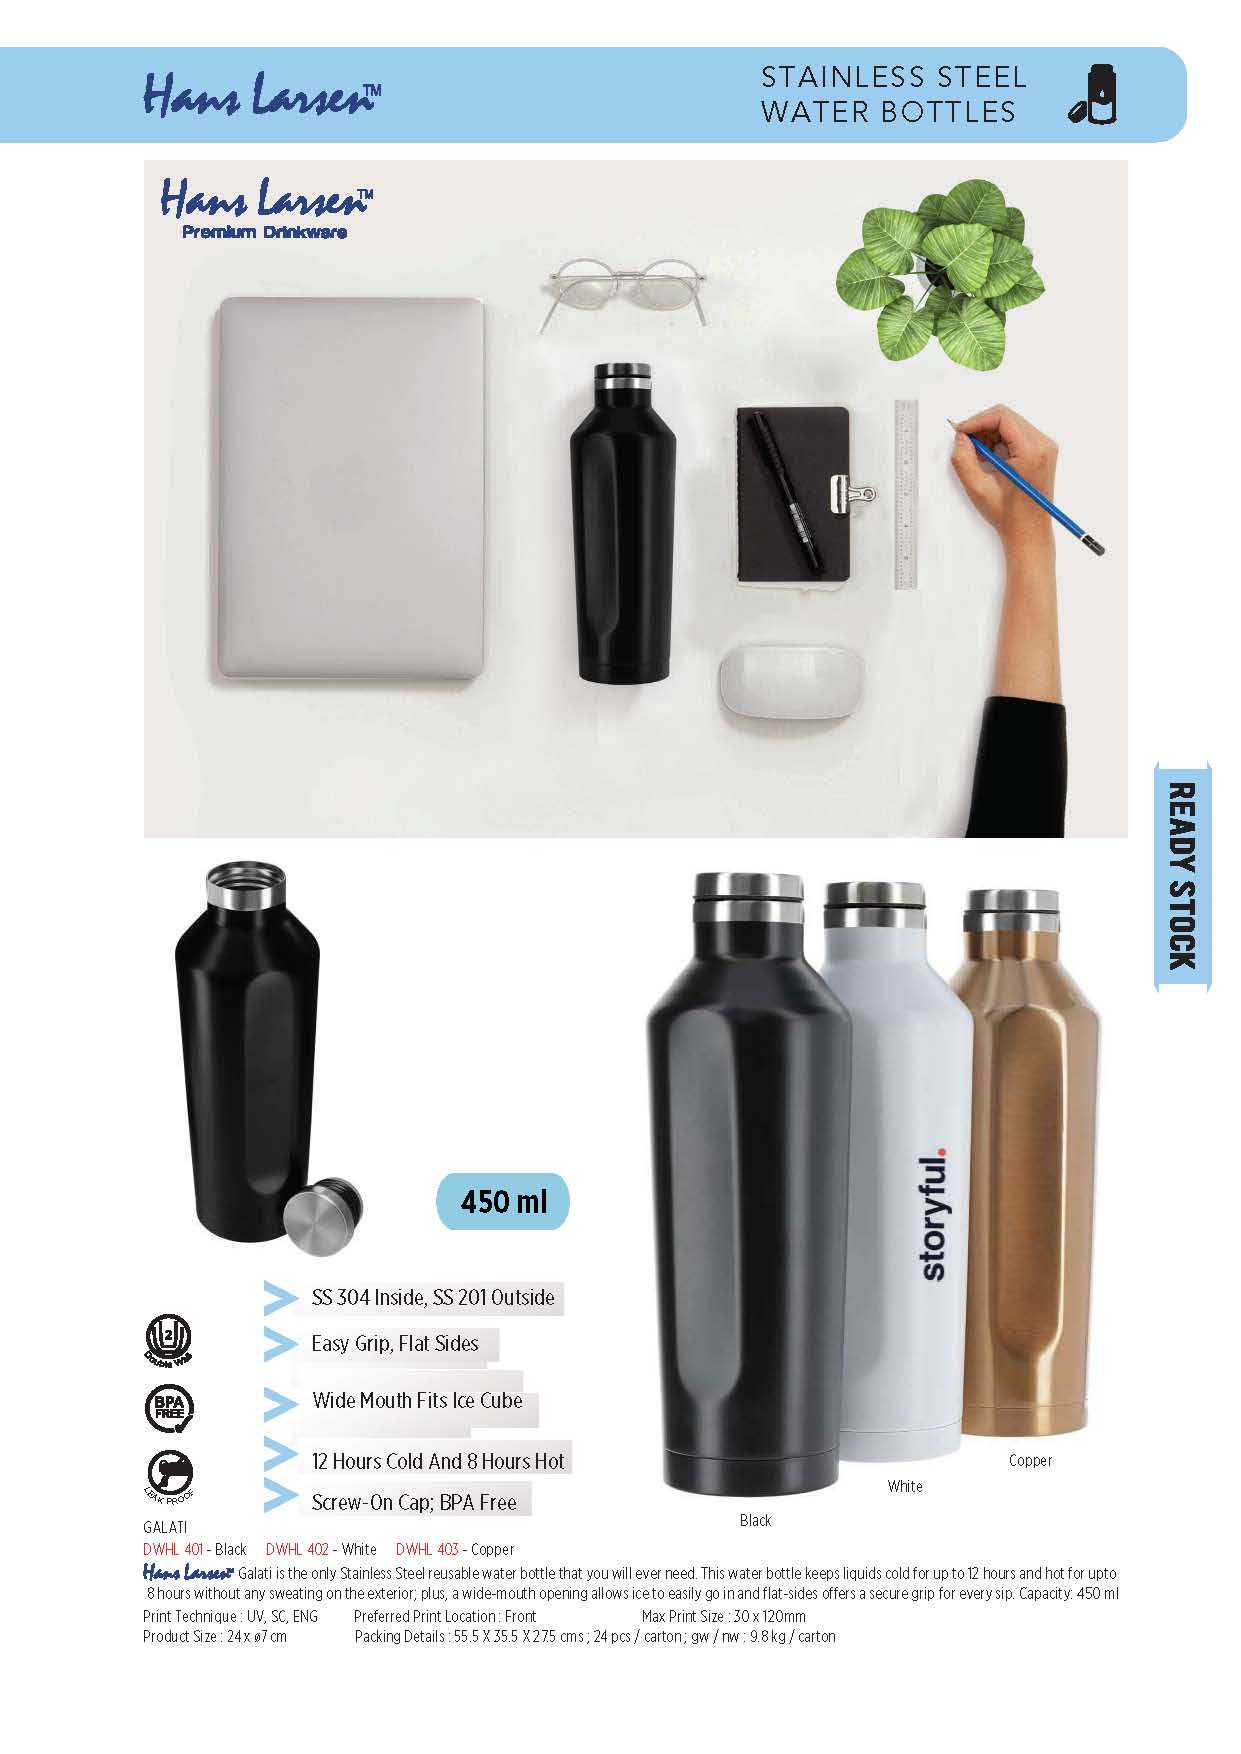 Hans Larsen™
STAINLESS STEEL
WATER BOTTLES
Hans Larsen™
Premium Drinkware
READY STOCK
storyful.
450 ml
SS 304 Inside, SS 201 Outside
Easy Grip, Flat Sides
Wide Mouth Fits Ice Cube
12 Hours Cold And 8 Hours Hot
Screw-On Cap; BPA Free
2
Double Wall
BPA
FREE
LEAK PROOF
Copper
White
Black
GALATI
DWHL 401 - Black DWHL 402 - White DWHL 403 - Copper
Hans Larsen™ Galati is the only Stainless Steel reusable water bottle that you will ever need. This water bottle keeps liquids cold for up to 12 hours and hot for upto
8 hours without any sweating on the exterior; plus, a wide-mouth opening allows ice to easily go in and flat-sides offers a secure grip for every sip. Capacity: 450 ml
Print Technique : UV, SC, ENG Preferred Print Location : Front Max Print Size : 30 x 120mm
Product Size : 24 x ø7 cm Packing Details : 55.5 X 35.5 X 27.5 cms ; 24 pcs / carton ; gw / nw : 9.8 kg / carton